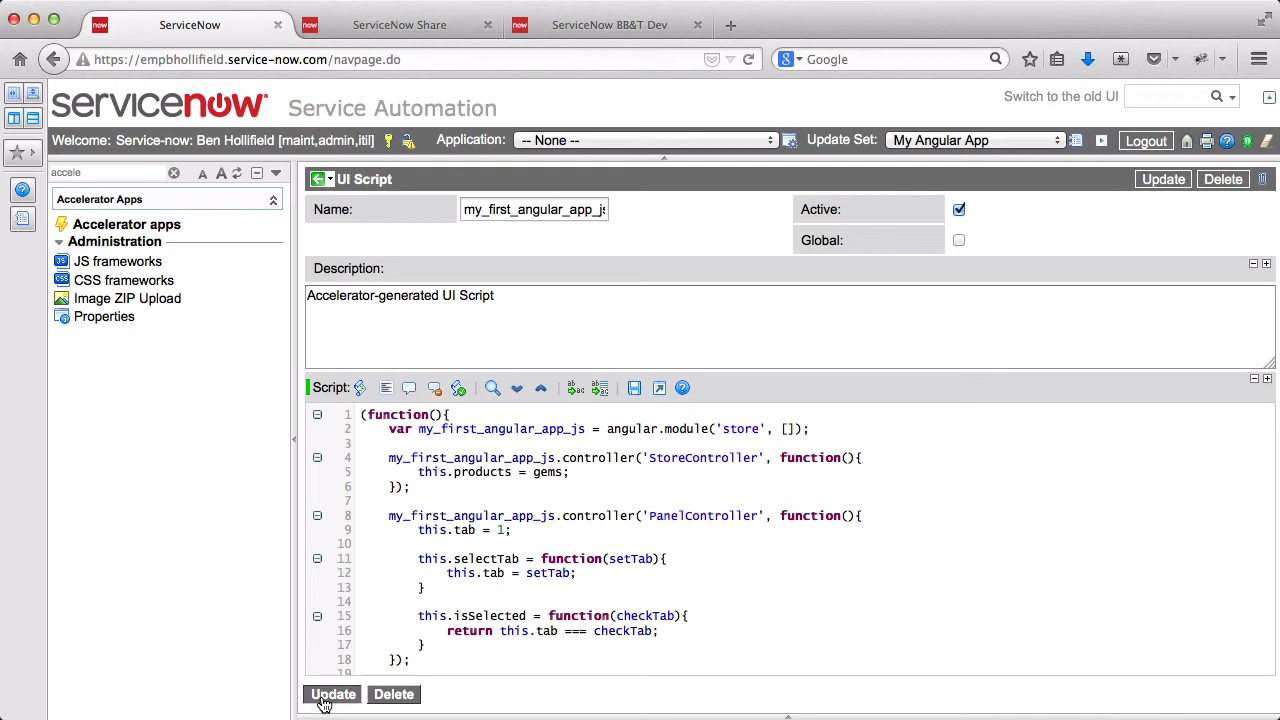 ServiceNow
ServiceNow Share
ServiceNow BB&T Dev
https://empbhollifield.service-now.com/navpage.do
Google
servicenow Service Automation
Switch to the old UI
Welcome: Service-now: Ben Hollifield [maint,admin,itil]
Application: -- None --
Update Set: My Angular App
Logout
accele
Accelerator Apps
Accelerator apps
Administration
JS frameworks
CSS frameworks
Image ZIP Upload
Properties
UI Script
Update
Delete
Name: my_first_angular_app_js
Active:
Global:
Description:
Accelerator-generated UI Script
Script:
1 (function(){
2 var my_first_angular_app_js = angular.module('store', []);
3
4 my_first_angular_app_js.controller('StoreController', function(){
5 this.products = gems;
6 });
7
8 my_first_angular_app_js.controller('PanelController', function(){
9 this.tab = 1;
10
11 this.selectTab = function(setTab){
12 this.tab = setTab;
13 }
14
15 this.isSelected = function(checkTab){
16 return this.tab === checkTab;
17 }
18 });
19
Update
Delete